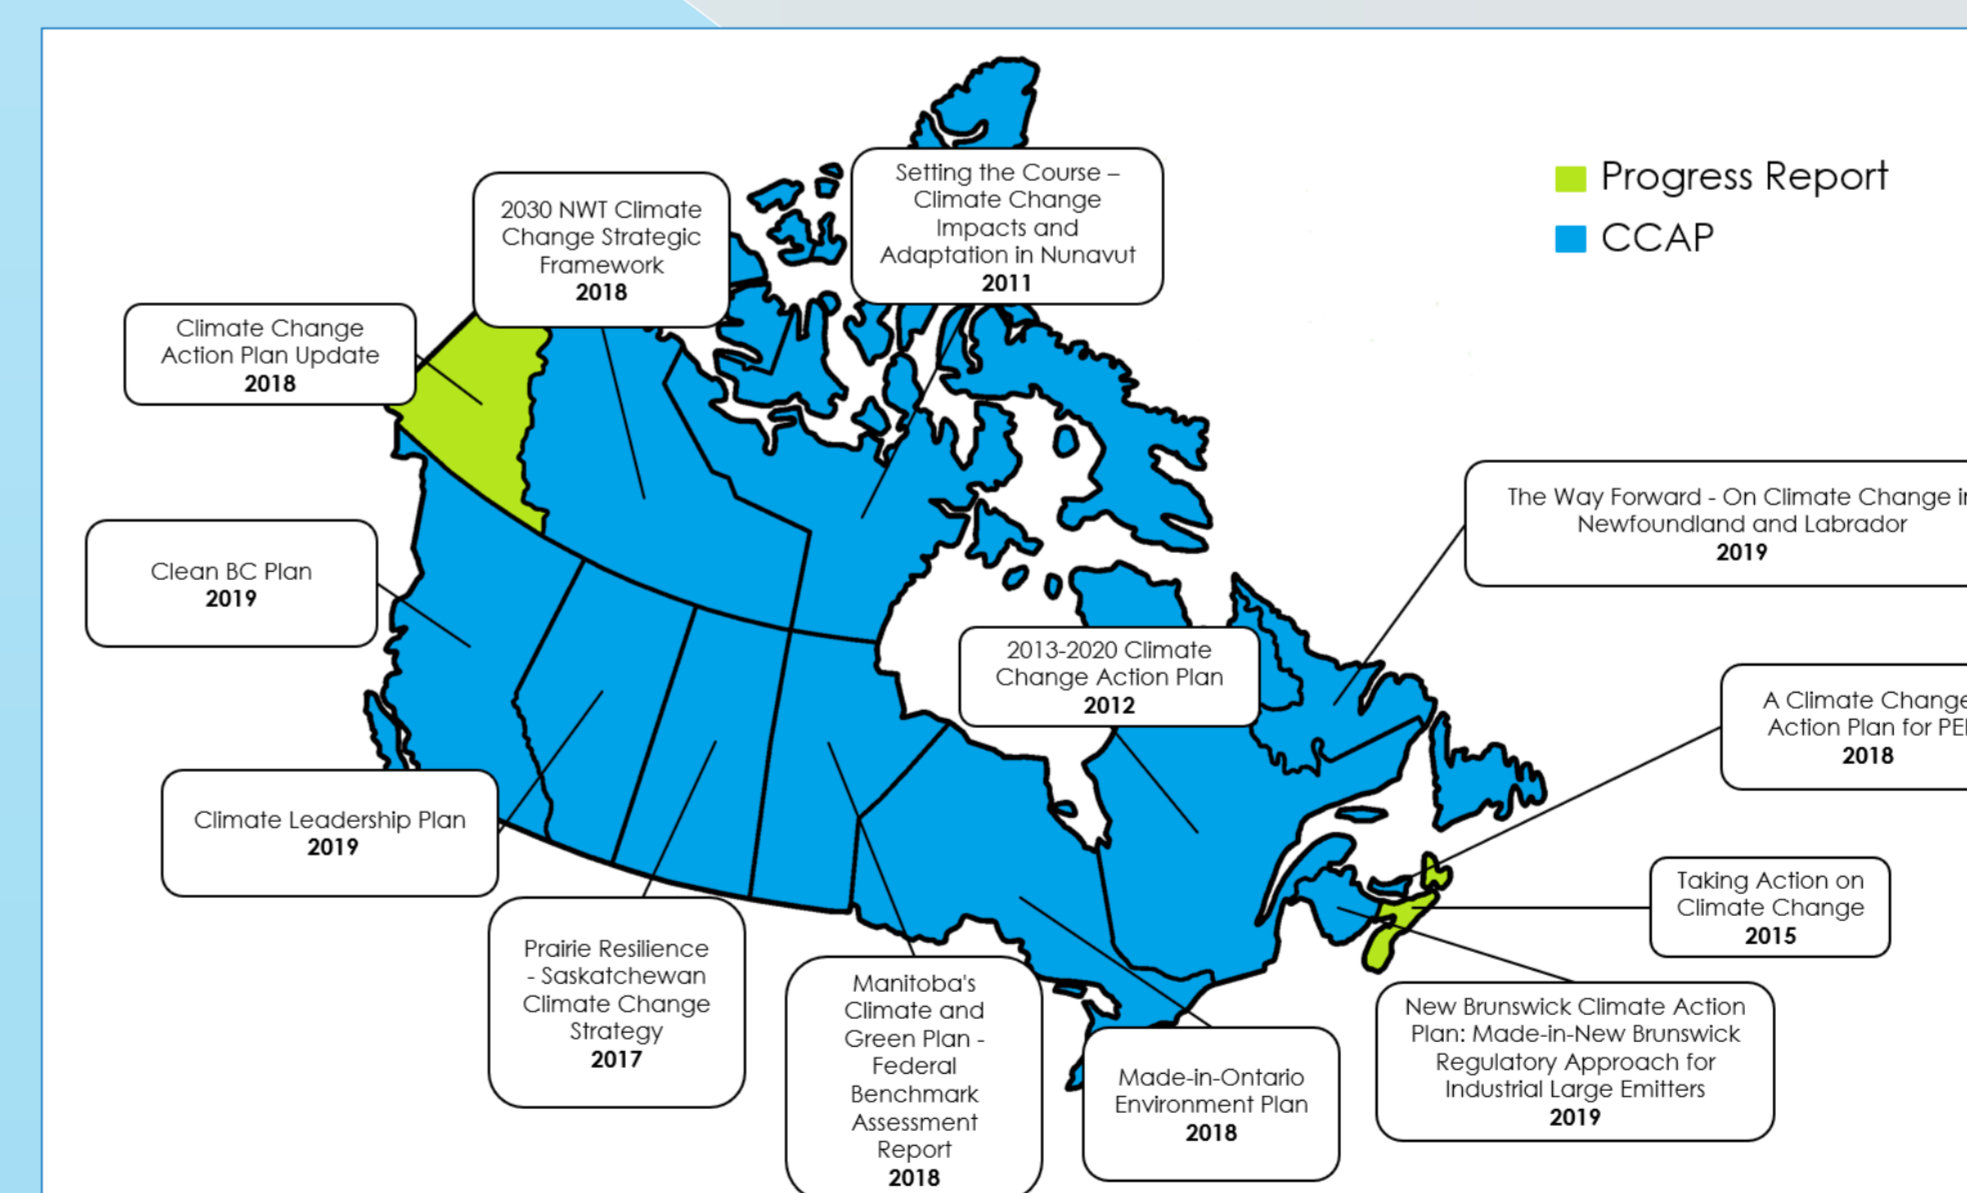 Setting the Course –
Climate Change
Impacts and
Adaptation in Nunavut
2011
Progress Report
CCAP
2030 NWT Climate
Change Strategic
Framework
2018
Climate Change
Action Plan Update
2018
The Way Forward - On Climate Change in
Newfoundland and Labrador
2019
Clean BC Plan
2019
2013-2020 Climate
Change Action Plan
2012
A Climate Change
Action Plan for PEI
2018
Climate Leadership Plan
2019
Taking Action on
Climate Change
2015
Prairie Resilience
- Saskatchewan
Climate Change
Strategy
2017
Manitoba's
Climate and
Green Plan -
Federal
Benchmark
Assessment
Report
2018
Made-in-Ontario
Environment Plan
2018
New Brunswick Climate Action
Plan: Made-in-New Brunswick
Regulatory Approach for
Industrial Large Emitters
2019